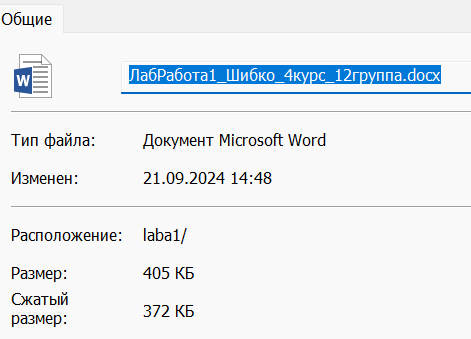 Общие
W
ЛабРабота1_Шибко_4курс_12группа.docx
Тип файла: Документ Microsoft Word
Изменен: 21.09.2024 14:48
Расположение: laba1/
Размер: 405 КБ
Сжатый
размер: 372 КБ